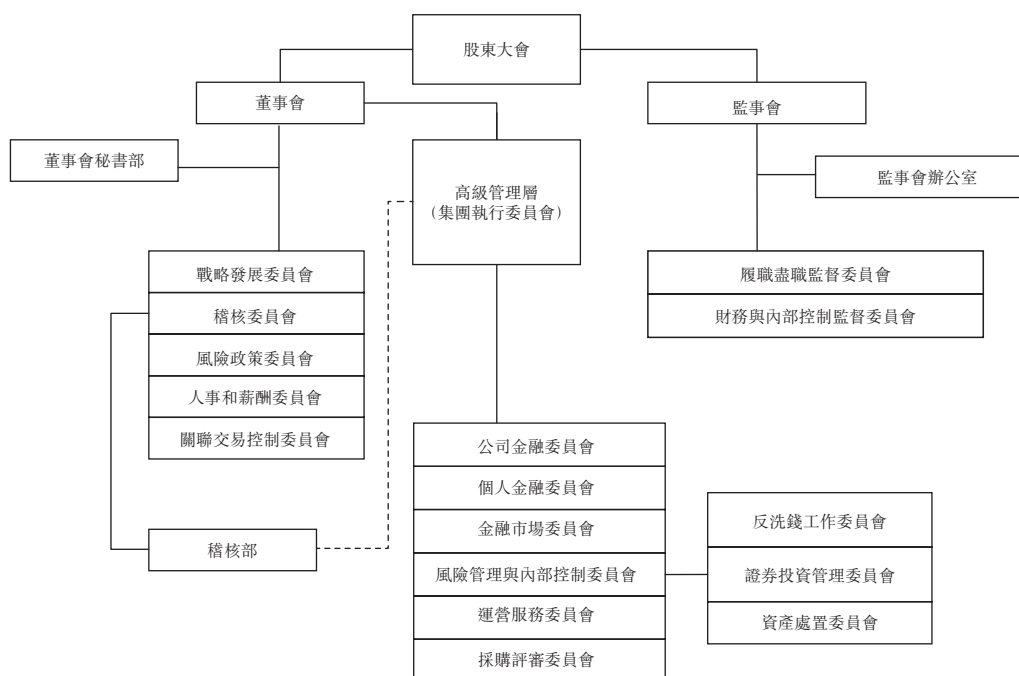 股東大會
董事會
監事會
董事會秘書部
高級管理層
（集團執行委員會）
監事會辦公室
戰略發展委員會
稽核委員會
風險政策委員會
人事和薪酬委員會
關聯交易控制委員會
履職盡職監督委員會
財務與內部控制監督委員會
稽核部
公司金融委員會
個人金融委員會
金融市場委員會
風險管理與內部控制委員會
運營服務委員會
採購評審委員會
反洗錢工作委員會
證券投資管理委員會
資產處置委員會